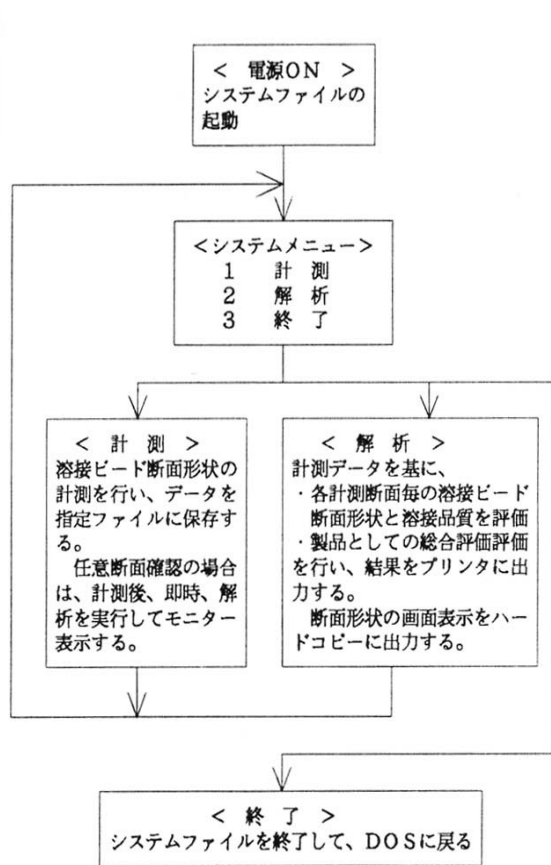 < 電源ON >
システムファイルの
起動
<システムメニュー>
1 計 測
2 解 析
3 終 了
< 計 測 >
溶接ビード断面形状の
計測を行い、データを
指定ファイルに保存す
る。
任意断面確認の場合
は、計測後、即時、解
析を実行してモニター
表示する。
< 解 析 >
計測データを基に、
・各計測断面毎の溶接ビード
断面形状と溶接品質を評価
・製品としての総合評価評価
を行い、結果をプリンタに出
力する。
断面形状の画面表示をハー
ドコピーに出力する。
< 終 了 >
システムファイルを終了して、DOSに戻る